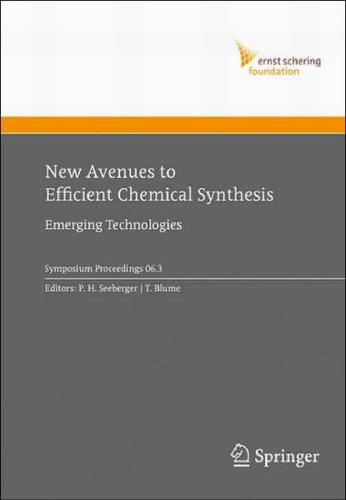 ernst schering
foundation
New Avenues to
Efficient Chemical Synthesis
Emerging Technologies
Symposium Proceedings 06.3
Editors: P. H. Seeberger | T. Blume
Springer